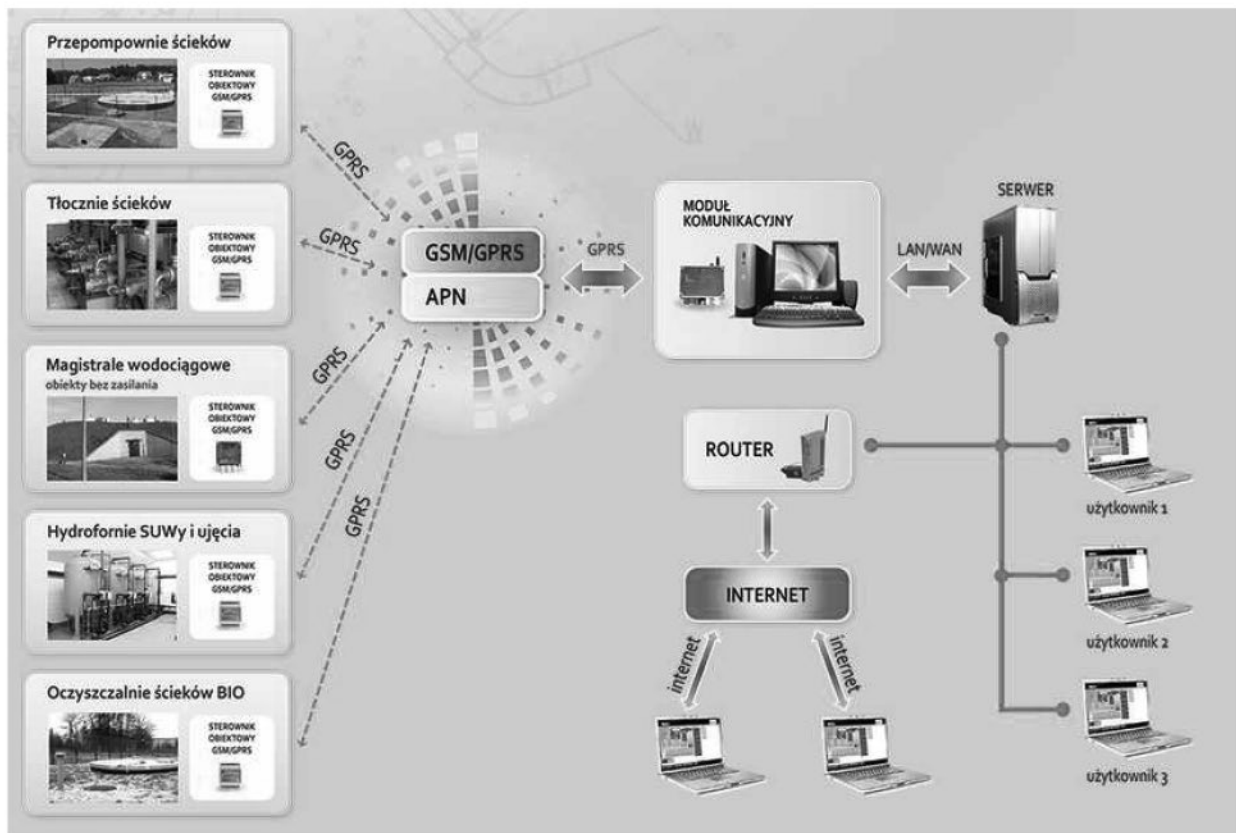 Przepompownie ścieków
STEROWNIK
OBIEKTOWY
GSM/GPRS
Tłocznie ścieków
STEROWNIK
OBIEKTOWY
GSM/GPRS
Magistrale wodociągowe
obiekty bez zasilania
STEROWNIK
OBIEKTOWY
GSM/GPRS
Hydrofornie SUWy i ujęcia
STEROWNIK
OBIEKTOWY
GSM/GPRS
Oczyszczalnie ścieków BIO
STEROWNIK
OBIEKTOWY
GSM/GPRS
GPRS
GPRS
GPRS
GPRS
GPRS
GSM/GPRS
APN
GPRS
MODUŁ
KOMUNIKACYJNY
LAN/WAN
SERWER
ROUTER
INTERNET
internet
internet
użytkownik 1
użytkownik 2
użytkownik 3